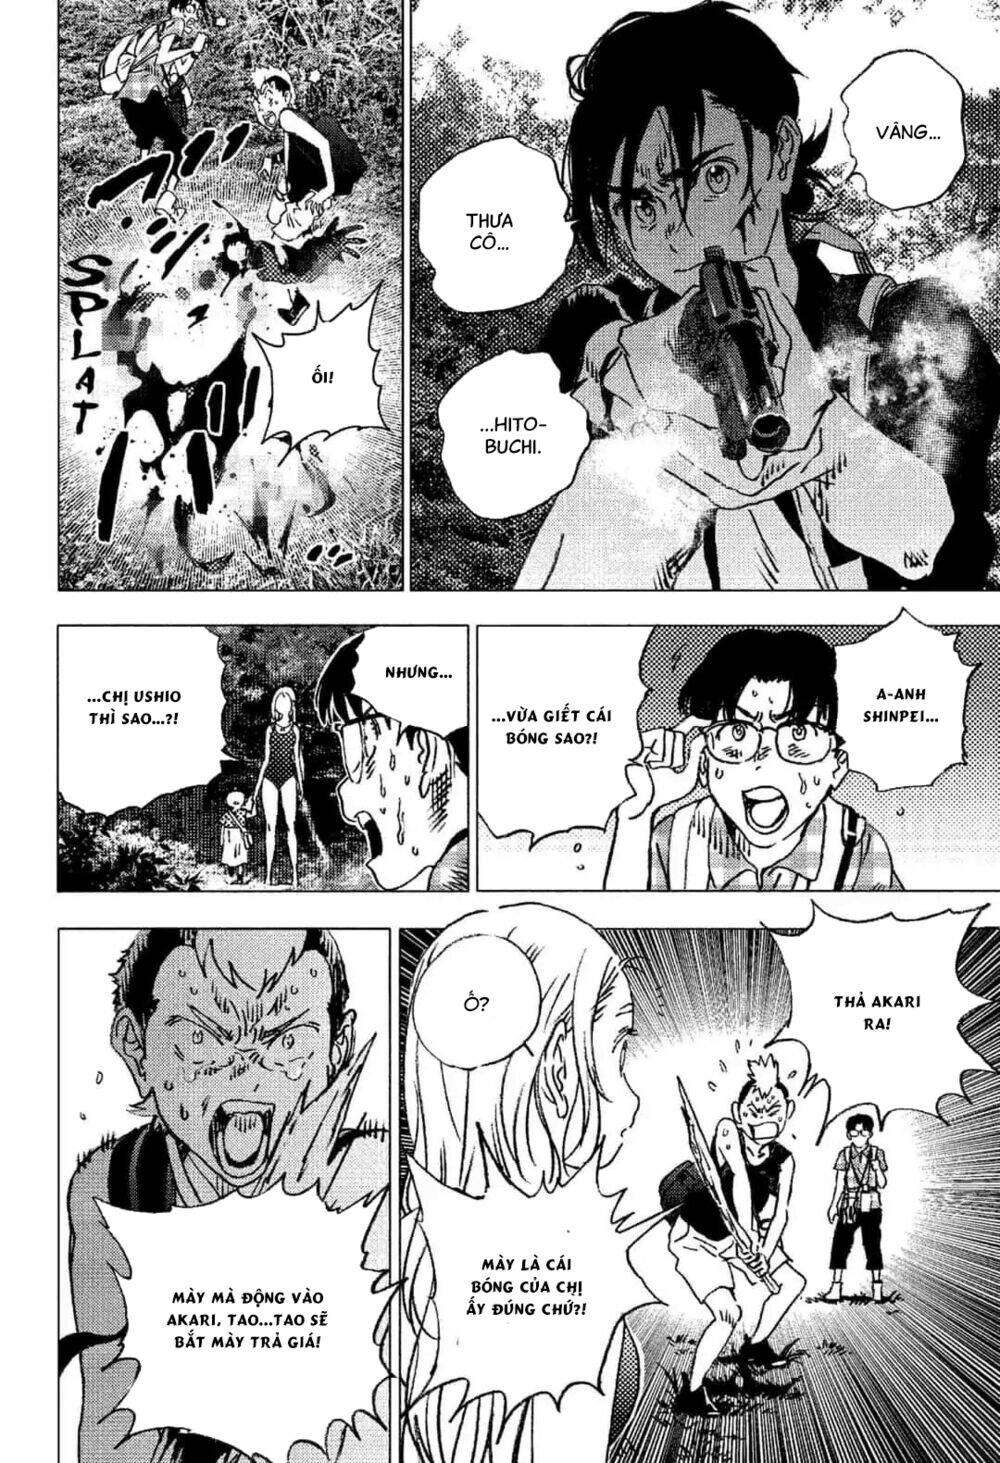 VÂNG...
THƯA
CÔ...
...HITO-
BUCHI.
SPLAT
ỐI!
A-ANH
SHINPEI...
...VỪA GIẾT CÁI
BÓNG SAO?!
NHƯNG...
...CHỊ USHIO
THÌ SAO...?!
THẢ AKARI
RA!
Ố?
MÀY LÀ CÁI
BÓNG CỦA CHỊ
ẤY ĐÚNG CHỨ?!
MÀY MÀ ĐỘNG VÀO
AKARI, TAO...TAO SẼ
BẮT MÀY TRẢ GIÁ!